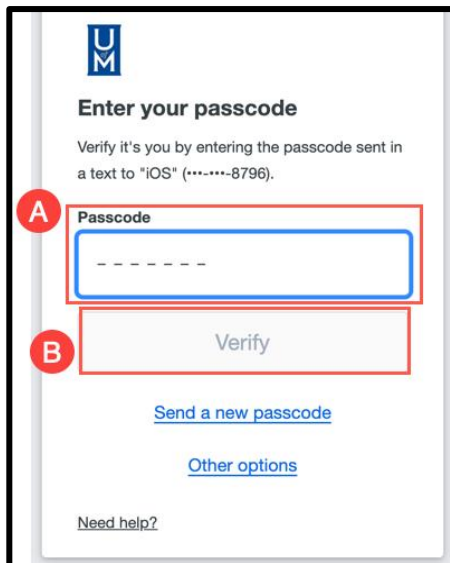 UofM
Enter your passcode
Verify it's you by entering the passcode sent in
a text to "iOS" (•••-•••-8796).
A
Passcode
_ _ _ _ _ _ _
B
Verify
Send a new passcode
Other options
Need help?